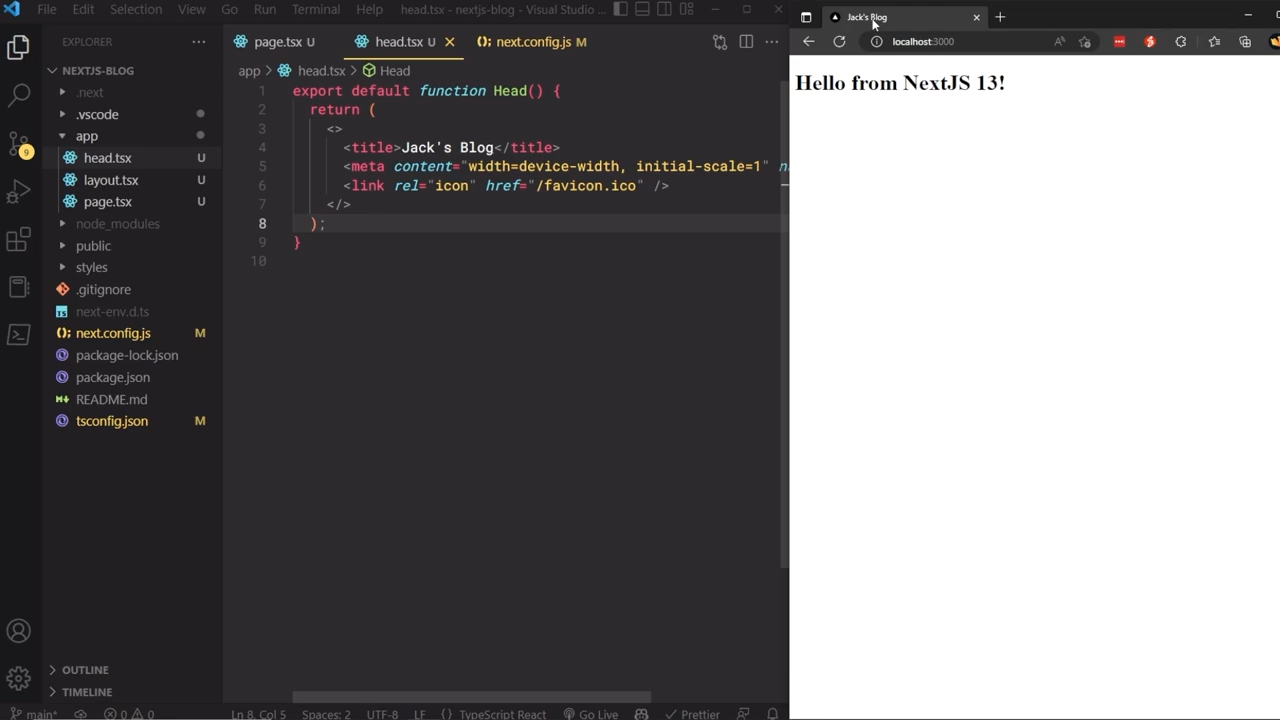 File Edit Selection View Go Run Terminal Help head.tsx - nextjs-blog - Visual Studio ...
EXPLORER
NEXTJS-BLOG
.next
.vscode
app
head.tsx U
layout.tsx U
page.tsx U
node_modules
public
styles
.gitignore
next-env.d.ts
next.config.js M
package-lock.json
package.json
README.md
tsconfig.json M
OUTLINE
TIMELINE
9
page.tsx U head.tsx U next.config.js M
app > head.tsx > Head
1 export default function Head() {
2 return (
3 <>
4 <title>Jack's Blog</title>
5 <meta content="width=device-width, initial-scale=1"
6 <link rel="icon" href="/favicon.ico" />
7 </>
8 );
9 }
10
main* 0 0 Ln 8, Col 5 Spaces: 2 UTF-8 LF {} TypeScript React Go Live Prettier
Jack's Blog
localhost:3000
Hello from NextJS 13!